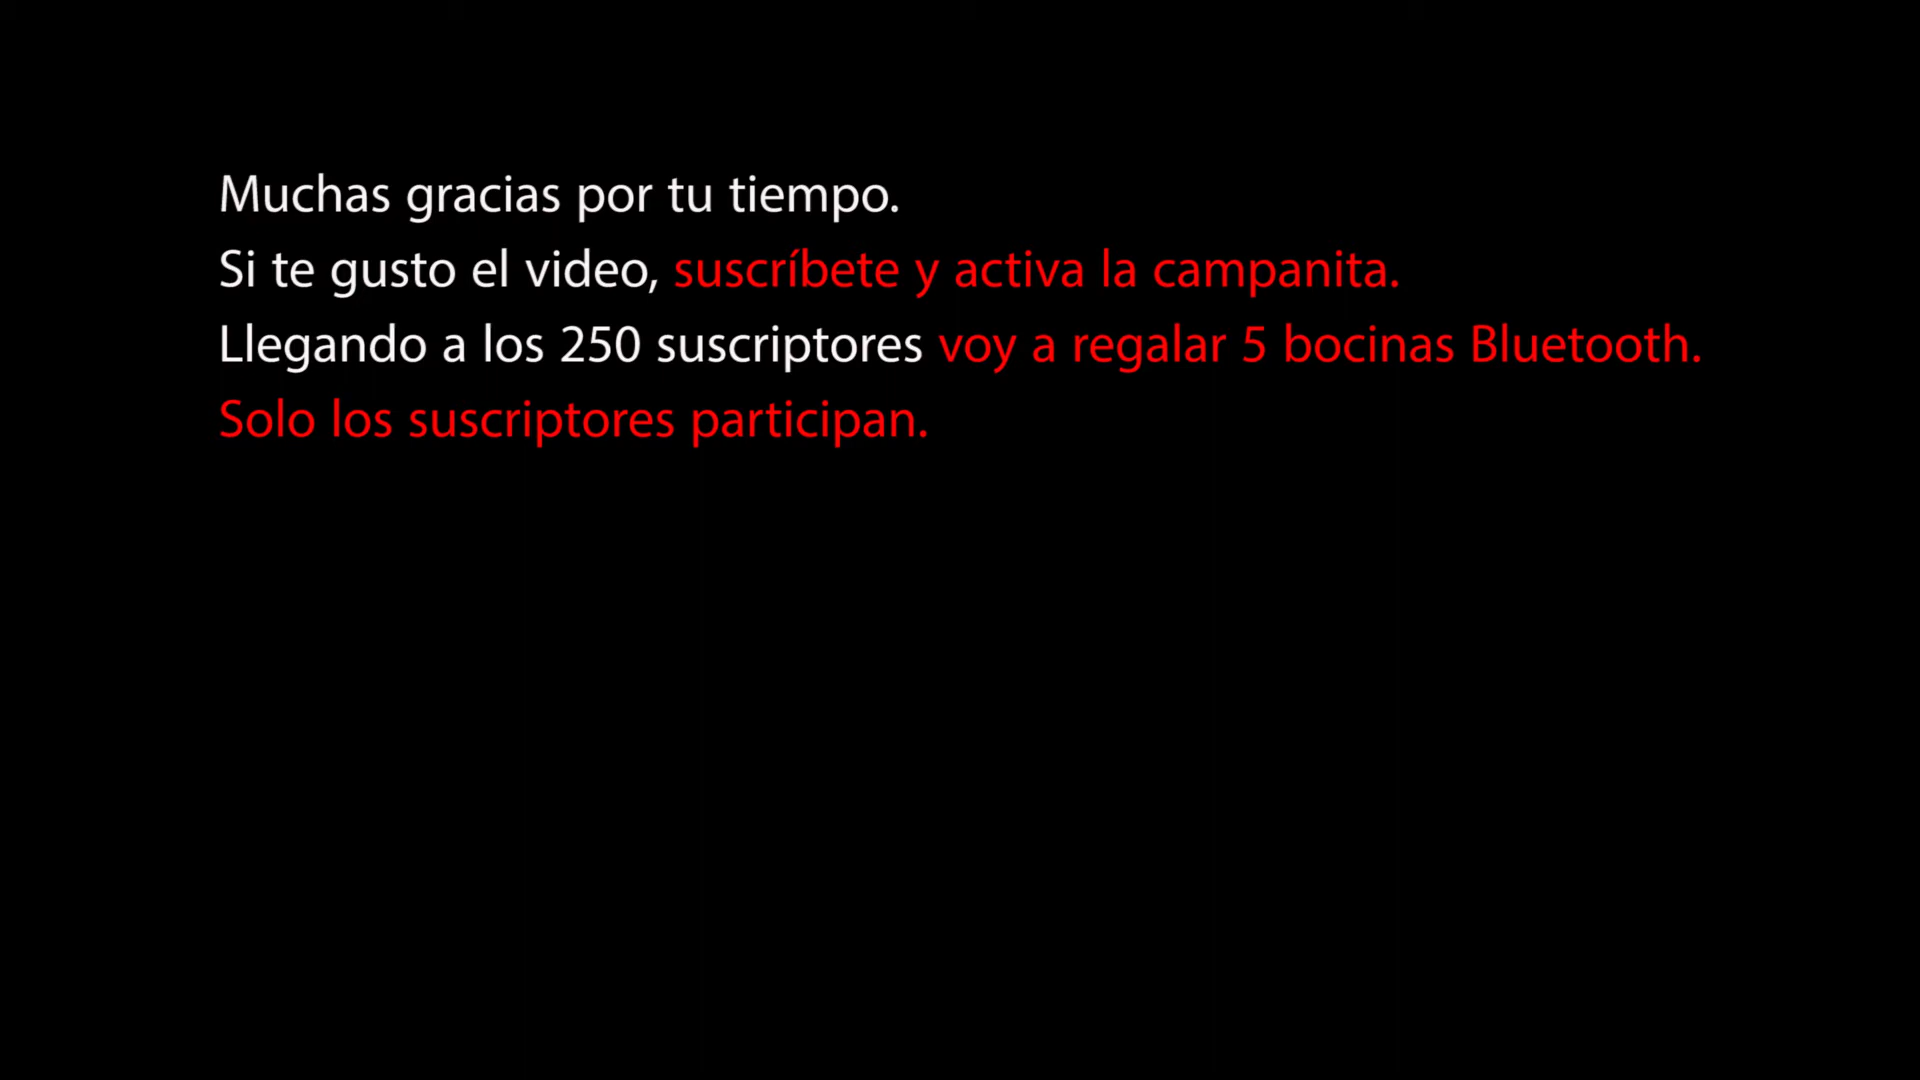 Muchas gracias por tu tiempo.
Si te gusto el video, suscríbete y activa la campanita.
Llegando a los 250 suscriptores voy a regalar 5 bocinas Bluetooth.
Solo los suscriptores participan.